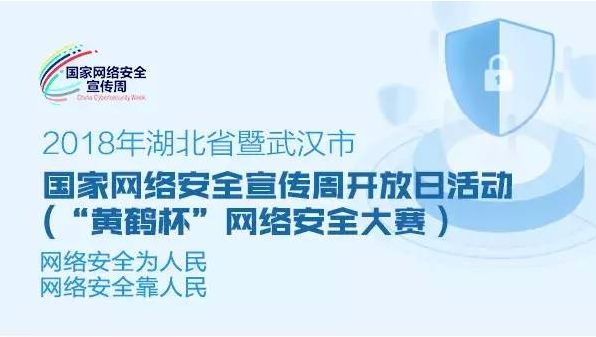 国家网络安全
宣传周
China Cybersecurity Week
2018年湖北省暨武汉市
国家网络安全宣传周开放日活动
(“黄鹤杯”网络安全大赛)
网络安全为人民
网络安全靠人民